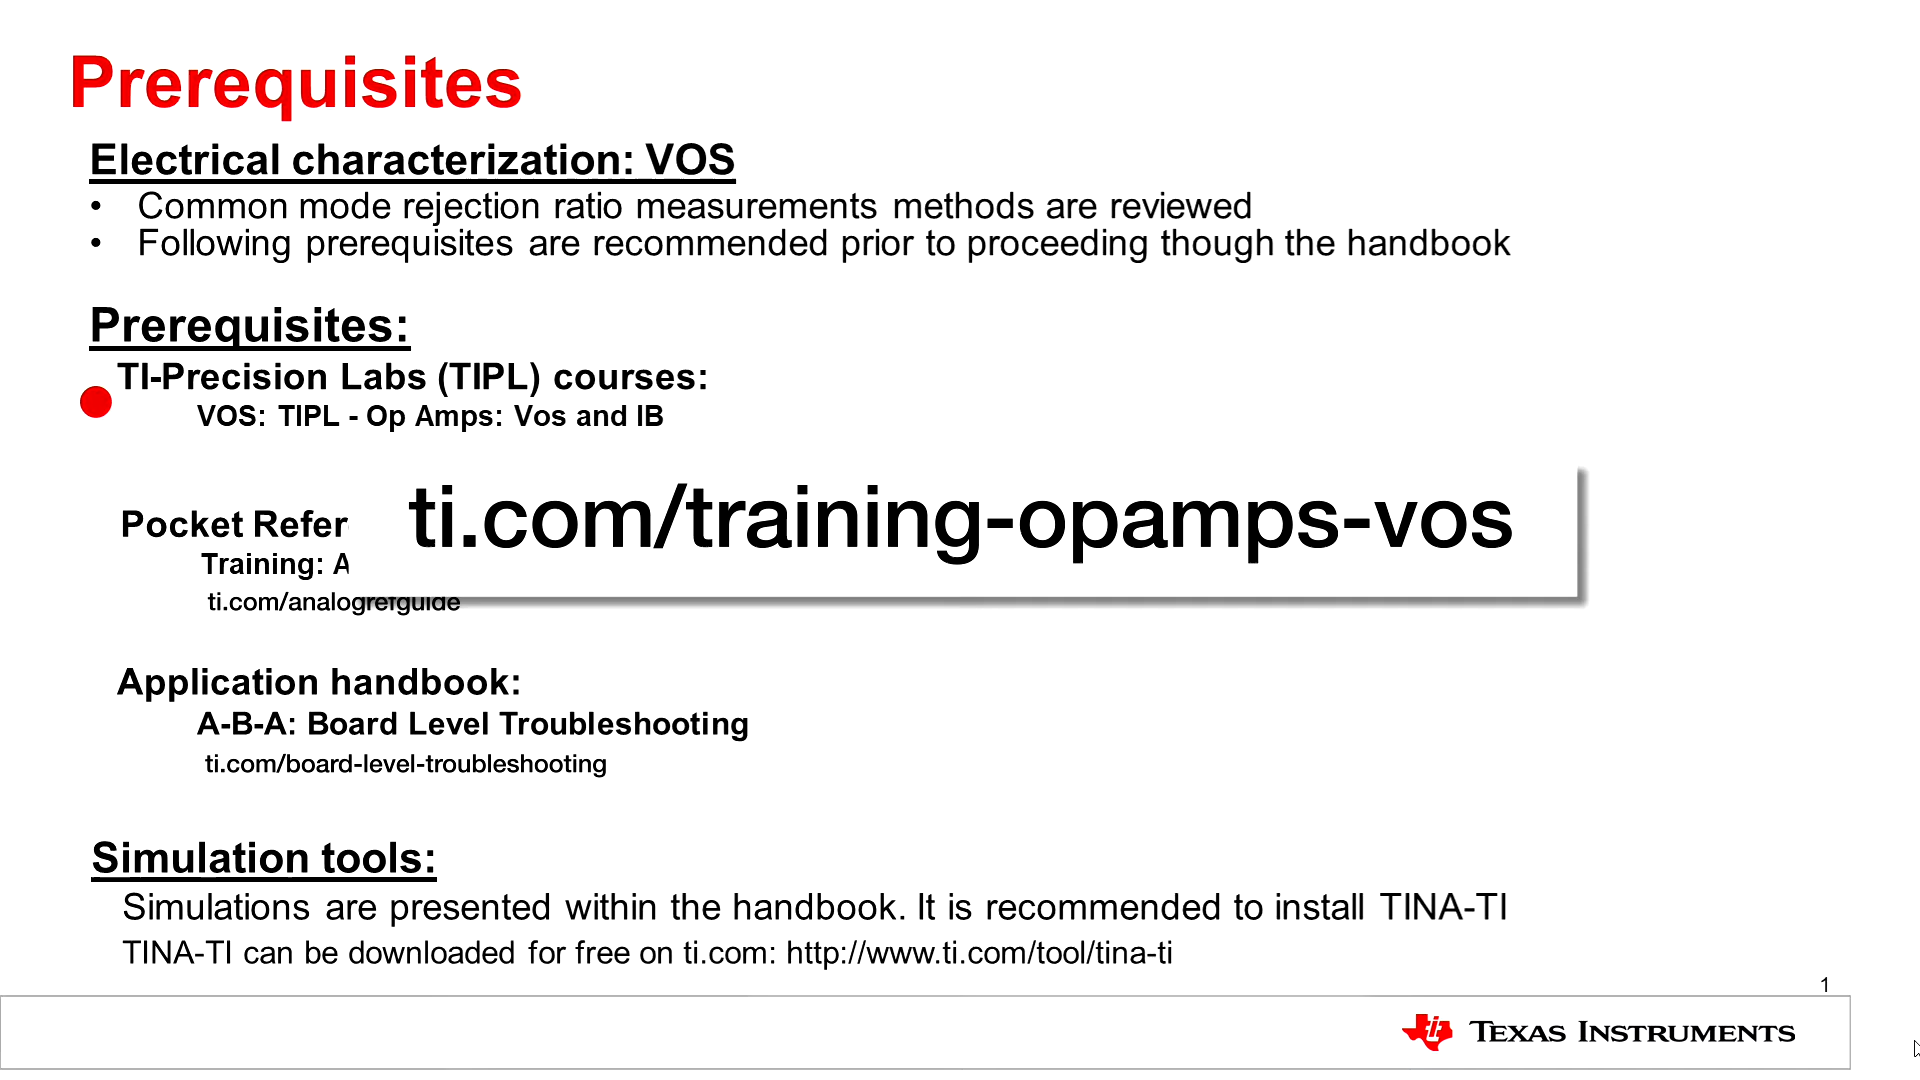 Prerequisites
Electrical characterization: VOS
• Common mode rejection ratio measurements methods are reviewed
• Following prerequisites are recommended prior to proceeding though the handbook
Prerequisites:
TI-Precision Labs (TIPL) courses:
VOS: TIPL - Op Amps: Vos and IB
ti.com/training-opamps-vos
Pocket Refer
Training: A
ti.com/analogrefguide
Application handbook:
A-B-A: Board Level Troubleshooting
ti.com/board-level-troubleshooting
Simulation tools:
Simulations are presented within the handbook. It is recommended to install TINA-TI
TINA-TI can be downloaded for free on ti.com: http://www.ti.com/tool/tina-ti
1
TEXAS INSTRUMENTS